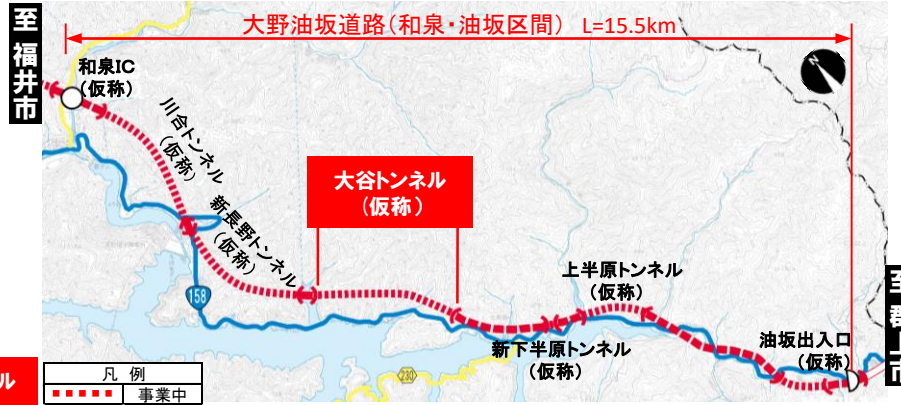 大野油坂道路(和泉・油坂区間) L=15.5km
至 福井市
和泉IC
(仮称)
N
川合トンネル
(仮称)
新長野トンネル
(仮称)
大谷トンネル
(仮称)
158
上半原トンネル
(仮称)
新下半原トンネル
(仮称)
230
油坂出入口
(仮称)
至
市
ル
凡 例
事業中